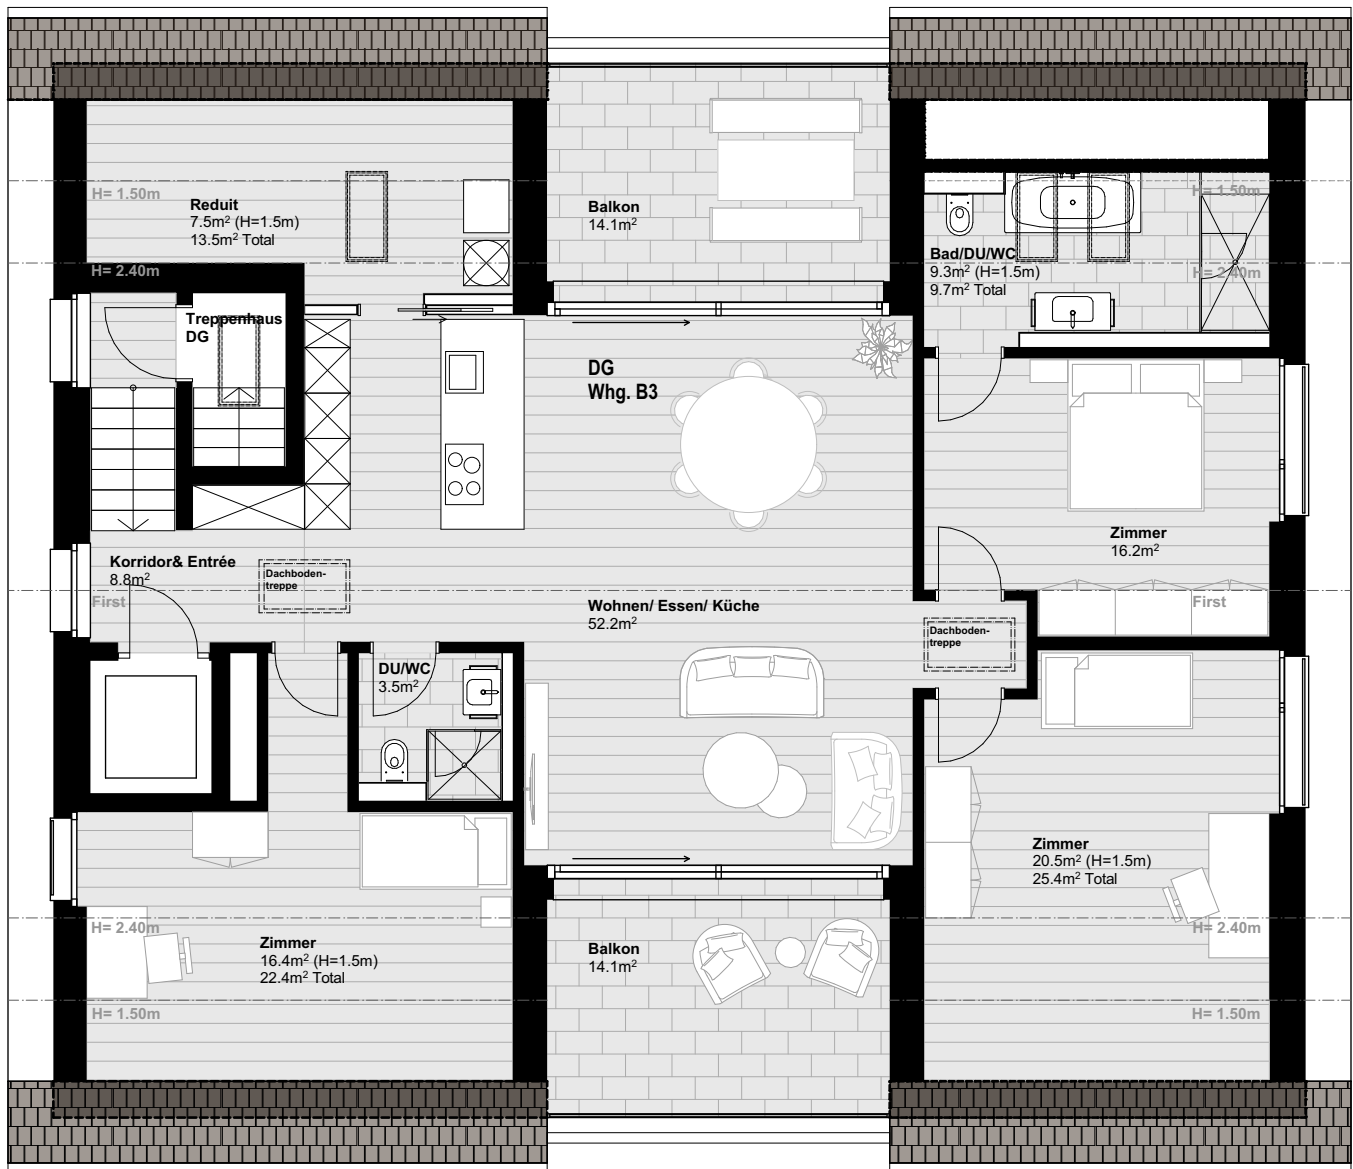 H= 1.50m
Reduit
7.5m² (H=1.5m)
13.5m² Total
H= 2.40m
Balkon
14.1m²
H= 1.50m
Bad/DU/WC
9.3m² (H=1.5m)
9.7m² Total
H= 2.40m
Treppenhaus
DG
DG
Whg. B3
Zimmer
16.2m²
Korridor& Entrée
8.8m²
First
Dachboden-
treppe
Wohnen/ Essen/ Küche
52.2m²
First
Dachboden-
treppe
DU/WC
3.5m²
Zimmer
20.5m² (H=1.5m)
25.4m² Total
H= 2.40m
Zimmer
16.4m² (H=1.5m)
22.4m² Total
Balkon
14.1m²
H= 2.40m
H= 1.50m
H= 1.50m